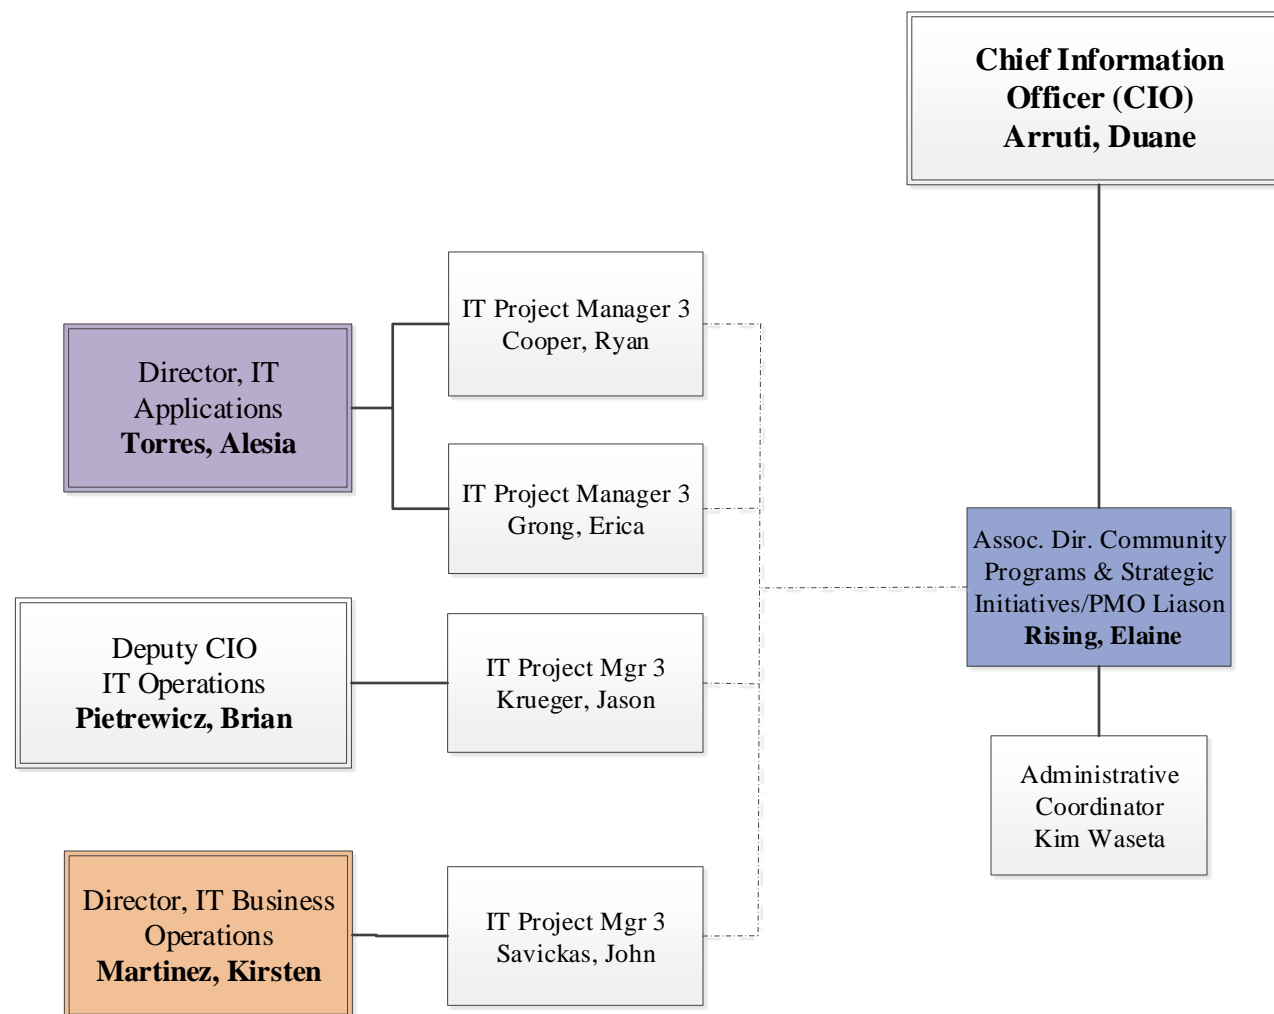 Chief Information
Officer (CIO)
Arruti, Duane
IT Project Manager 3
Cooper, Ryan
Director, IT
Applications
Torres, Alesia
IT Project Manager 3
Grong, Erica
Assoc. Dir. Community
Programs & Strategic
Initiatives/PMO Liason
Rising, Elaine
Deputy CIO
IT Operations
Pietrewicz, Brian
IT Project Mgr 3
Krueger, Jason
Administrative
Coordinator
Kim Waseta
Director, IT Business
Operations
Martinez, Kirsten
IT Project Mgr 3
Savickas, John